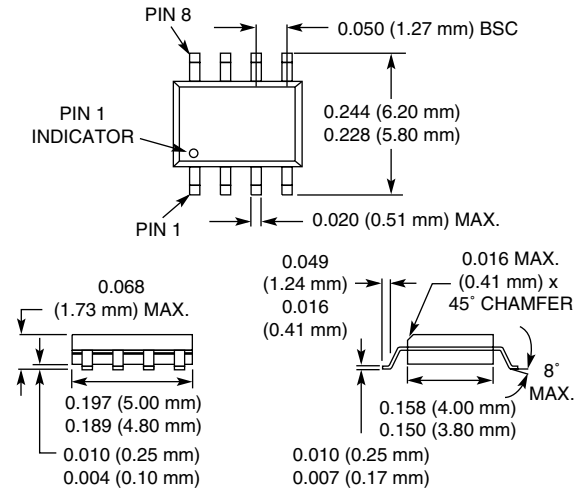 PIN 8
0.050 (1.27 mm) BSC
PIN 1
INDICATOR
0.244 (6.20 mm)
0.228 (5.80 mm)
PIN 1
0.020 (0.51 mm) MAX.
0.068
(1.73 mm) MAX.
0.197 (5.00 mm)
0.189 (4.80 mm)
0.010 (0.25 mm)
0.004 (0.10 mm)
0.049
(1.24 mm)
0.016
(0.41 mm)
0.016 MAX.
(0.41 mm) x
45° CHAMFER
8°
MAX.
0.158 (4.00 mm)
0.150 (3.80 mm)
0.010 (0.25 mm)
0.007 (0.17 mm)